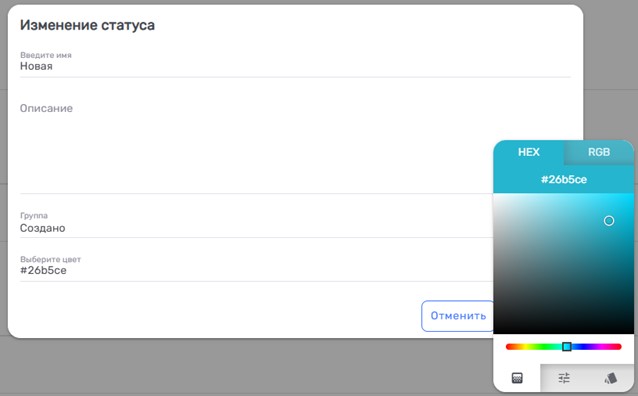 Изменение статуса
Введите имя
Новая
Описание
HEX RGB
#26b5ce
Группа
Создано
Выберите цвет
#26b5ce
Отменить